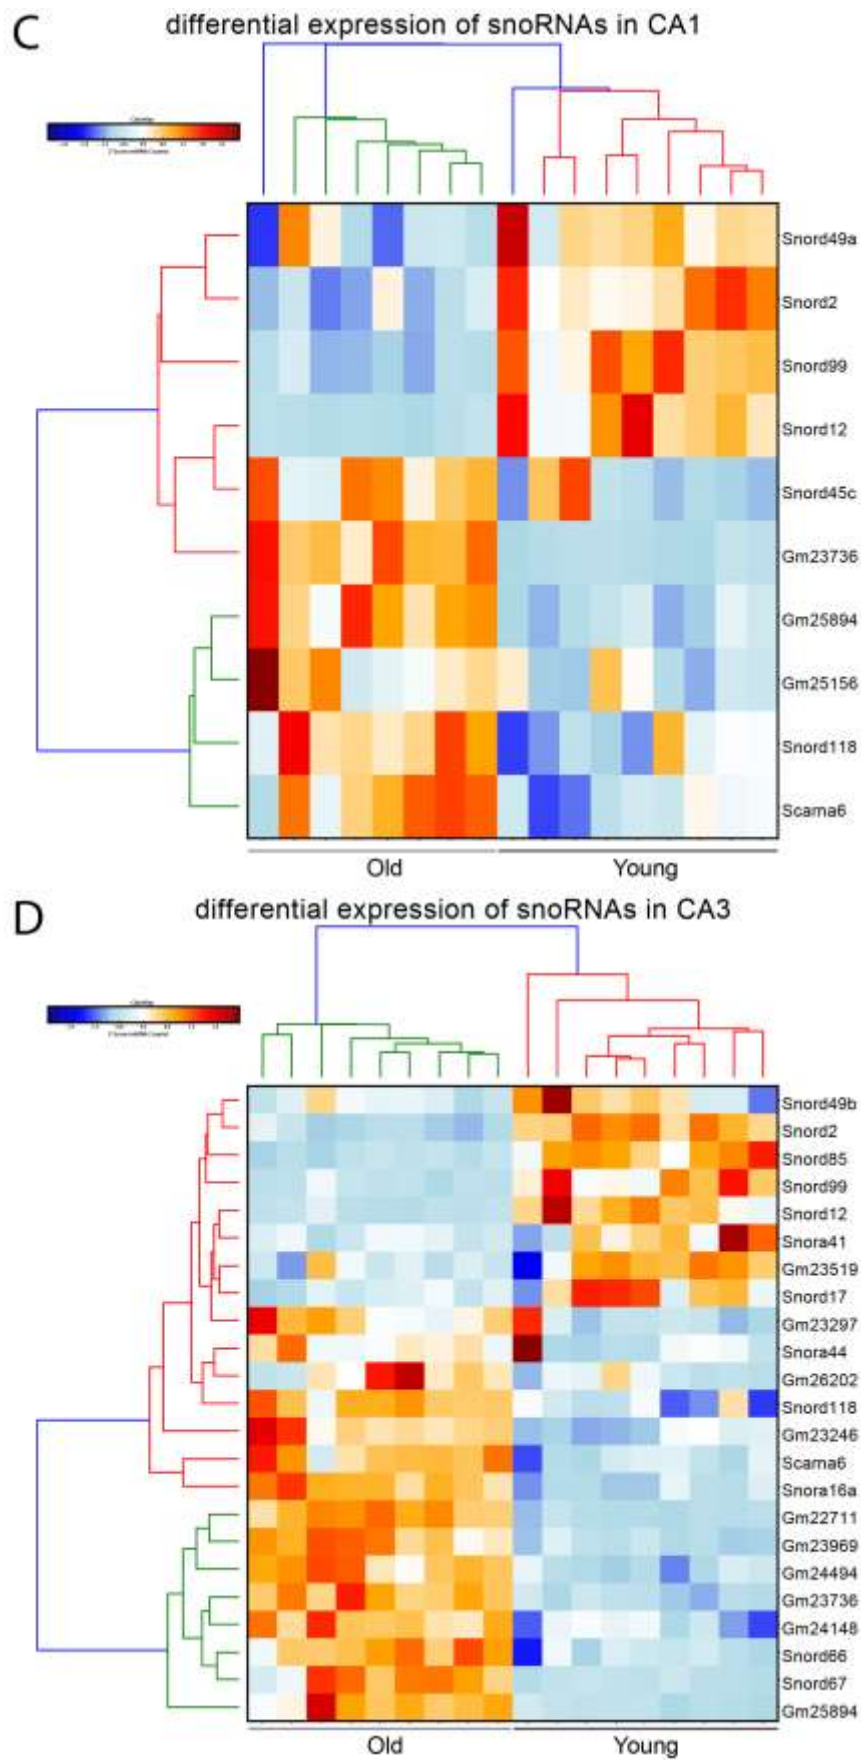 C
differential expression of snoRNAs in CA1
Snord49a
Snord2
Snord99
Snord12
Snord45c
Gm23736
Gm25894
Gm25156
Snord118
Scarna6
Old Young
D
differential expression of snoRNAs in CA3
Snord49b
Snord2
Snord85
Snord99
Snord12
Snora41
Gm23519
Snord17
Gm23297
Snora44
Gm26202
Snord118
Gm23246
Scarna6
Snora16a
Gm22711
Gm23969
Gm24494
Gm23736
Gm24148
Snord66
Snord67
Gm25894
Old Young